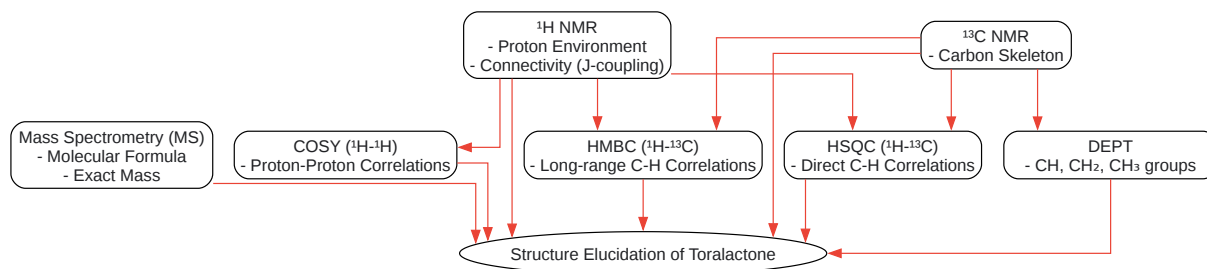 ¹H NMR
- Proton Environment
- Connectivity (J-coupling)
¹³C NMR
- Carbon Skeleton
Mass Spectrometry (MS)
- Molecular Formula
- Exact Mass
COSY (¹H-¹H)
- Proton-Proton Correlations
HMBC (¹H-¹³C)
- Long-range C-H Correlations
HSQC (¹H-¹³C)
- Direct C-H Correlations
DEPT
- CH, CH₂, CH₃ groups
Structure Elucidation of Toralactone